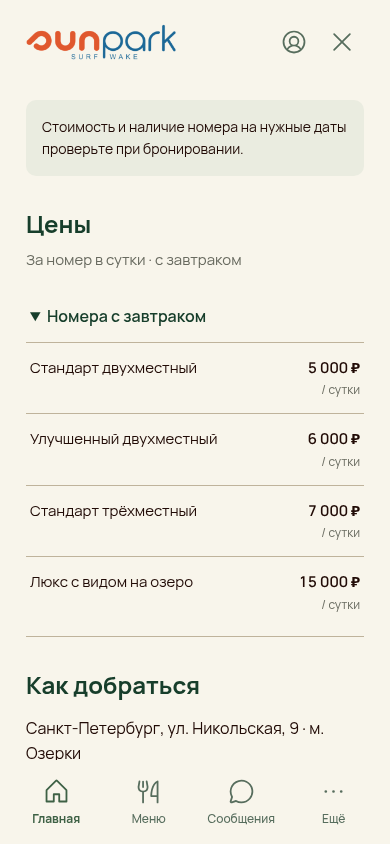 sunpark
SURF WAKE
Стоимость и наличие номера на нужные даты
проверьте при бронировании.
Цены
За номер в сутки · с завтраком
▼ Номера с завтраком
Стандарт двухместный 5 000 ₽
/ сутки
Улучшенный двухместный 6 000 ₽
/ сутки
Стандарт трёхместный 7 000 ₽
/ сутки
Люкс с видом на озеро 15 000 ₽
/ сутки
Как добраться
Санкт-Петербург, ул. Никольская, 9 · м.
Озерки
Главная Меню Сообщения Ещё